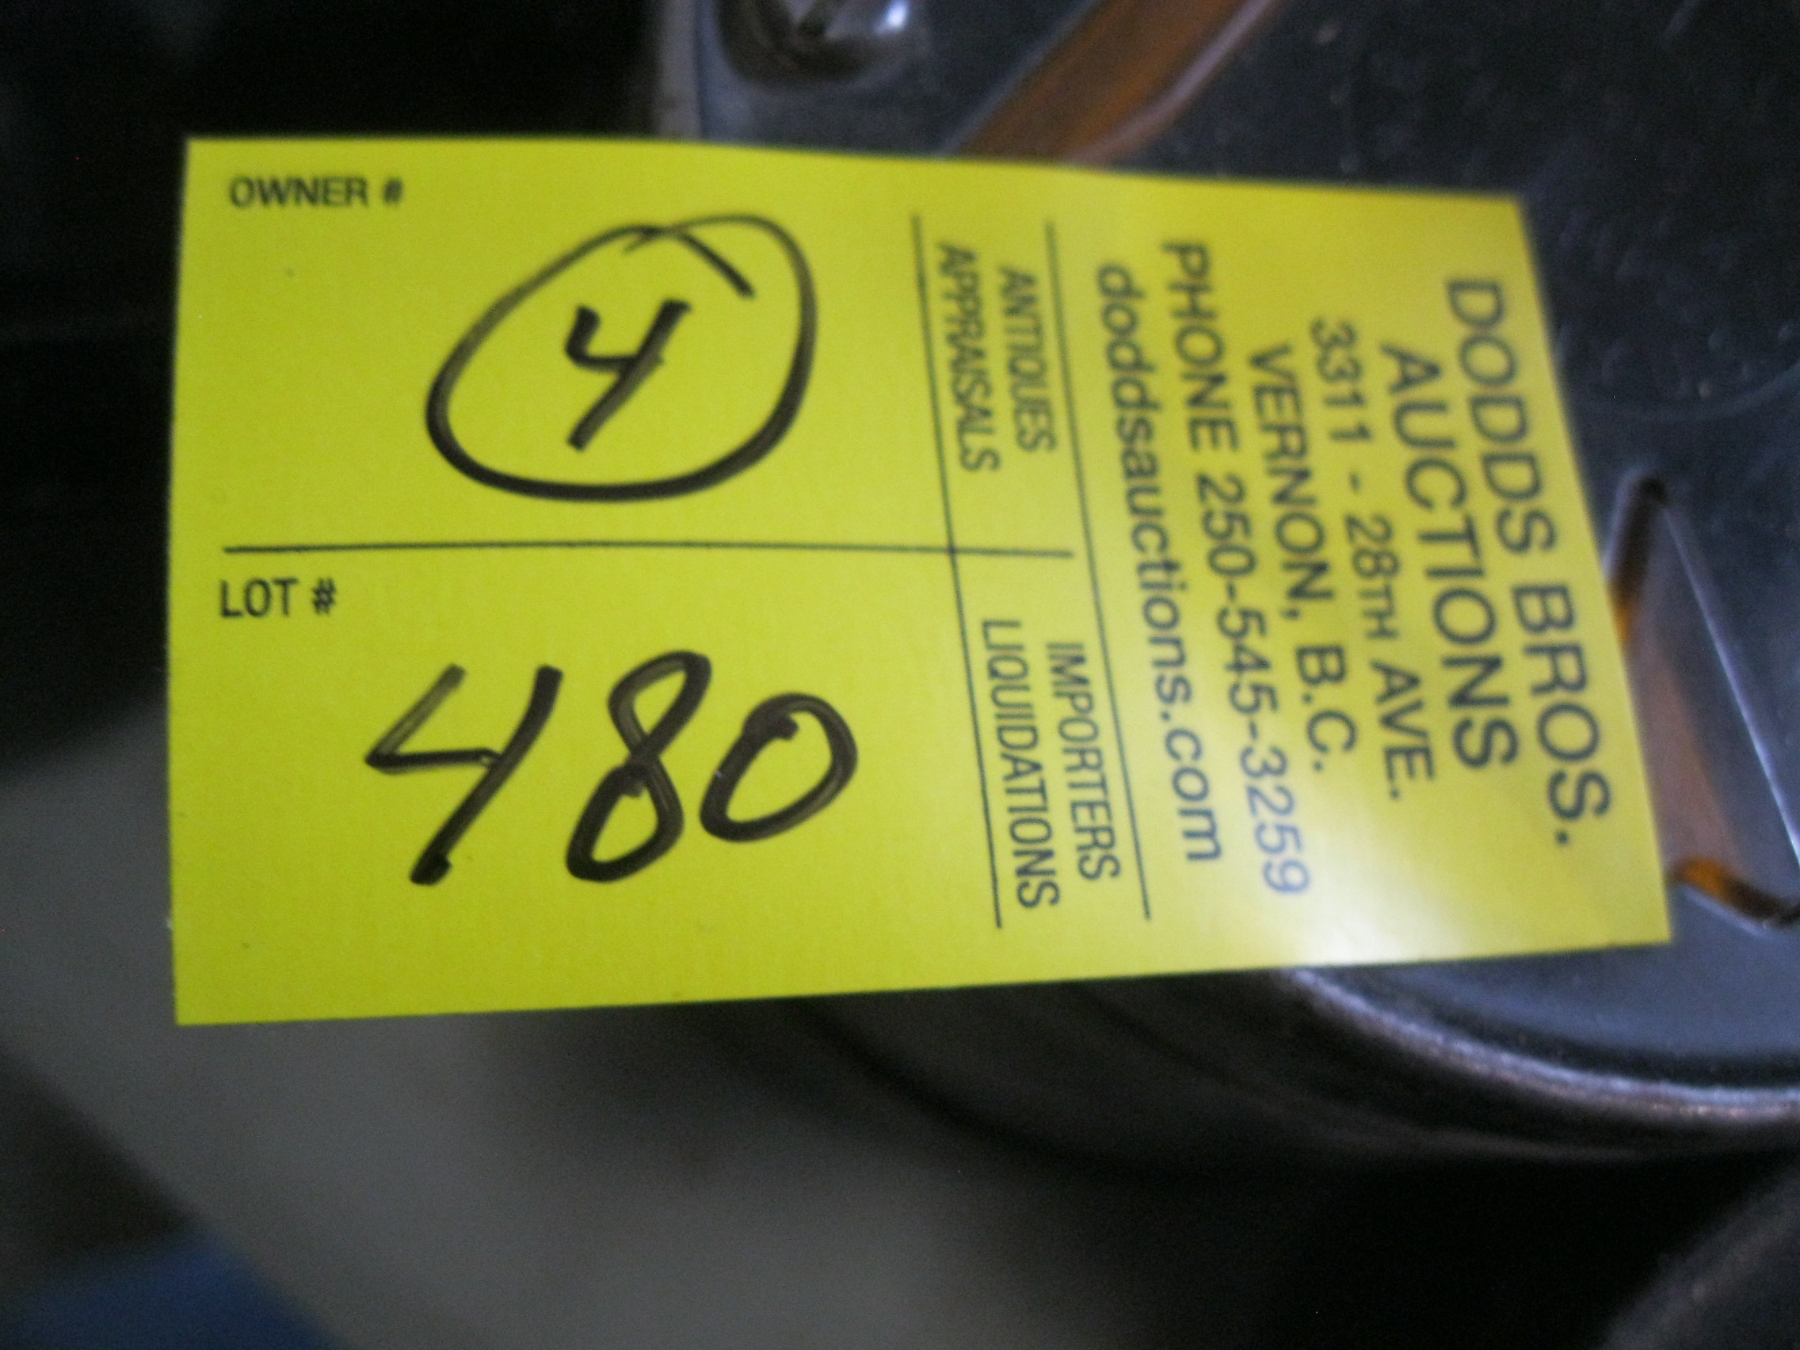 DODDS BROS.
AUCTIONS
3311 - 28TH AVE.
VERNON, B.C.
PHONE 250-545-3259
doddsauctions.com
ANTIQUES
APPRAISALS
IMPORTERS
LIQUIDATIONS
OWNER #
4
LOT #
480